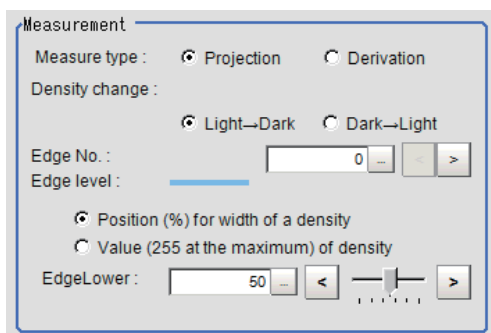 Measurement
Measure type : Projection Derivation
Density change :
Light→Dark Dark→Light
Edge No. : 0 ... < >
Edge level :
Position (%) for width of a density
Value (255 at the maximum) of density
EdgeLower : 50 ... < >